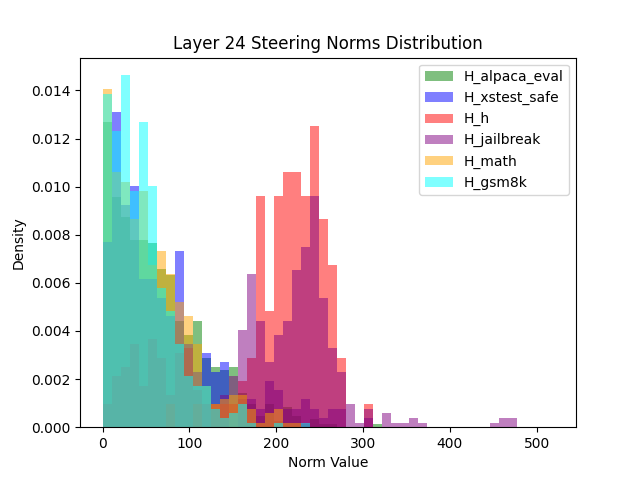 Layer 24 Steering Norms Distribution
H_alpaca_eval
H_xstest_safe
H_h
H_jailbreak
H_math
H_gsm8k
0.014
0.012
0.010
0.008
0.006
0.004
0.002
0.000
Density
0 100 200 300 400 500
Norm Value